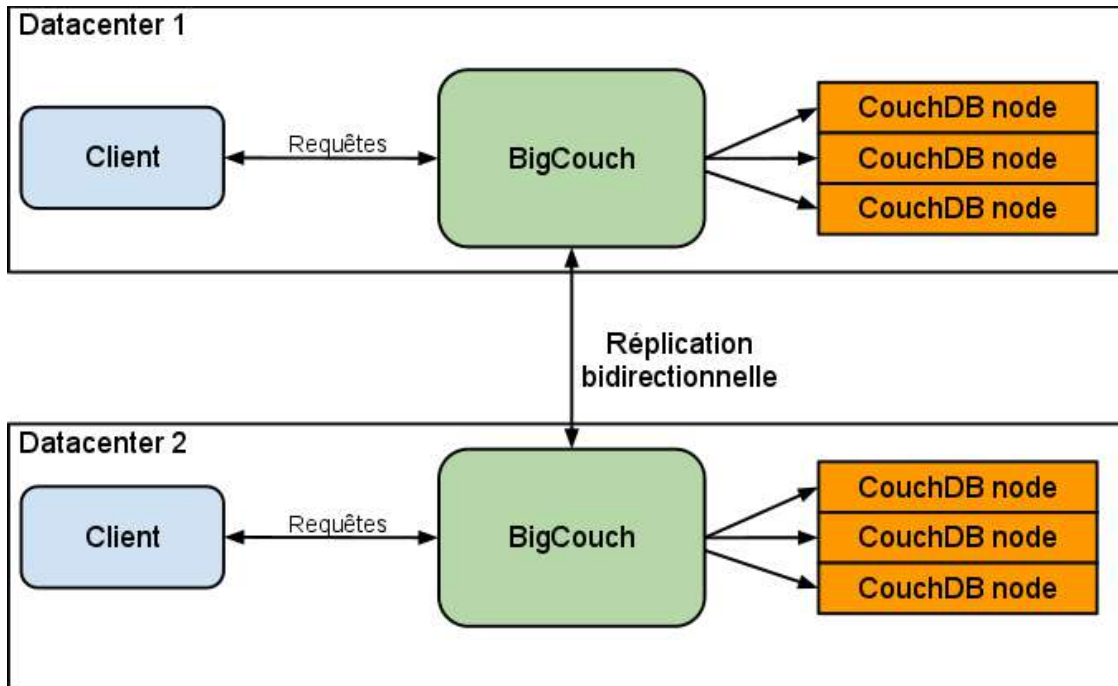 Datacenter 1
Client
Requêtes
BigCouch
CouchDB node
CouchDB node
CouchDB node
Réplication
bidirectionnelle
Datacenter 2
Client
Requêtes
BigCouch
CouchDB node
CouchDB node
CouchDB node